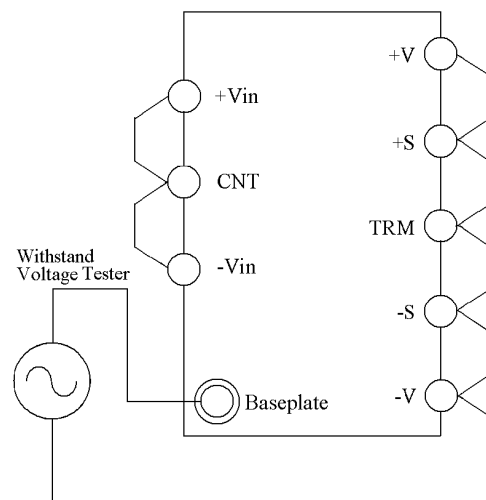 +Vin
CNT
-Vin
+V
+S
TRM
-S
-V
Withstand
Voltage Tester
Baseplate